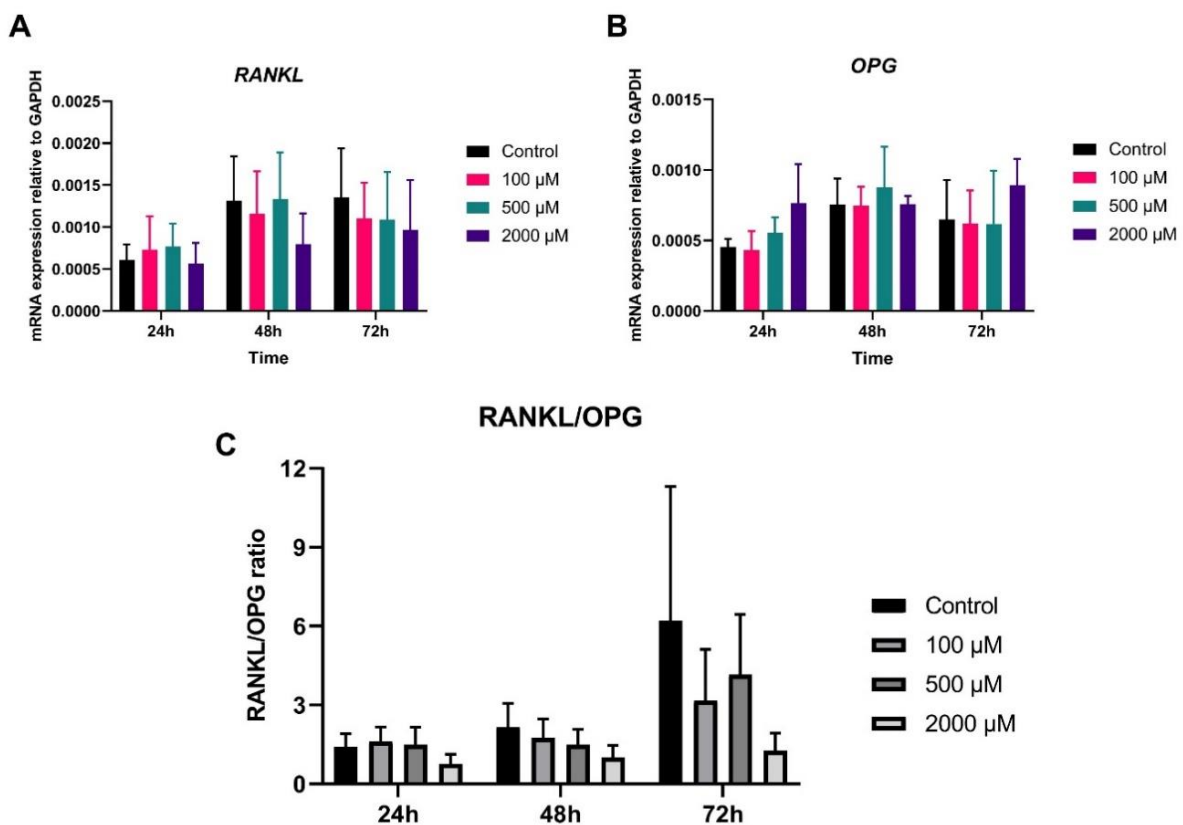 A
RANKL
mRNA expression relative to GAPDH
0.0025
0.0020
0.0015
0.0010
0.0005
0.0000
24h
48h
72h
Time
Control
100 µM
500 µM
2000 µM
B
OPG
mRNA expression relative to GAPDH
0.0015
0.0010
0.0005
0.0000
24h
48h
72h
Time
Control
100 µM
500 µM
2000 µM
C
RANKL/OPG
RANKL/OPG ratio
12
9
6
3
0
24h
48h
72h
Control
100 µM
500 µM
2000 µM